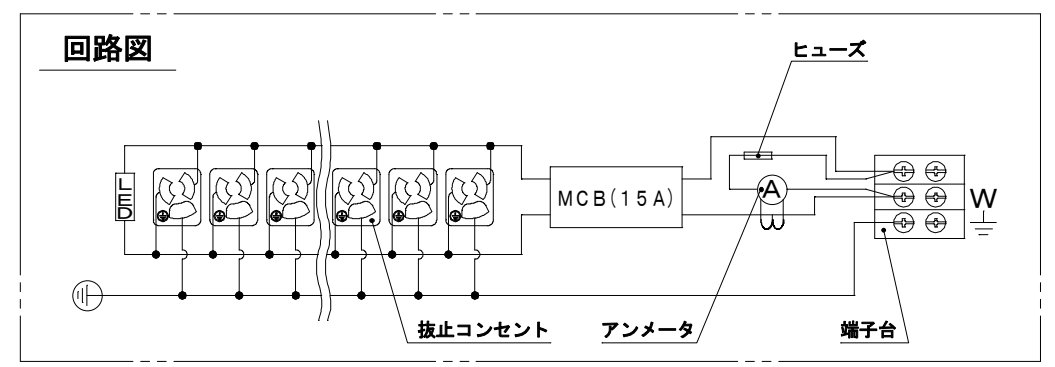 回路図
ヒューズ
LED
MCB(15A)
A
W
抜止コンセント
アンメータ
端子台